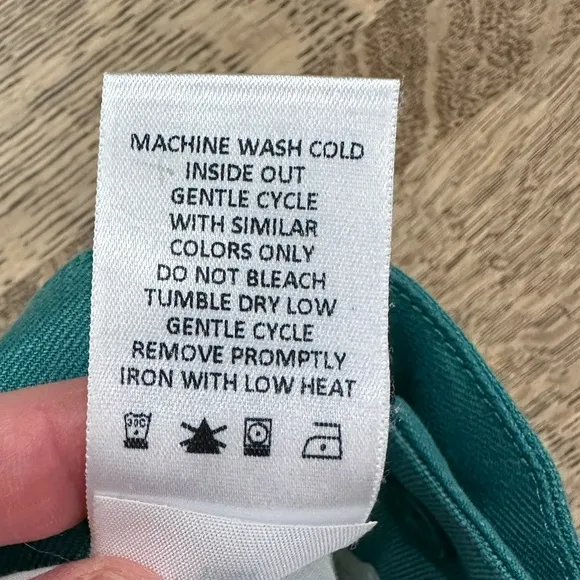 MACHINE WASH COLD
INSIDE OUT
GENTLE CYCLE
WITH SIMILAR
COLORS ONLY
DO NOT BLEACH
TUMBLE DRY LOW
GENTLE CYCLE
REMOVE PROMPTLY
IRON WITH LOW HEAT
30C